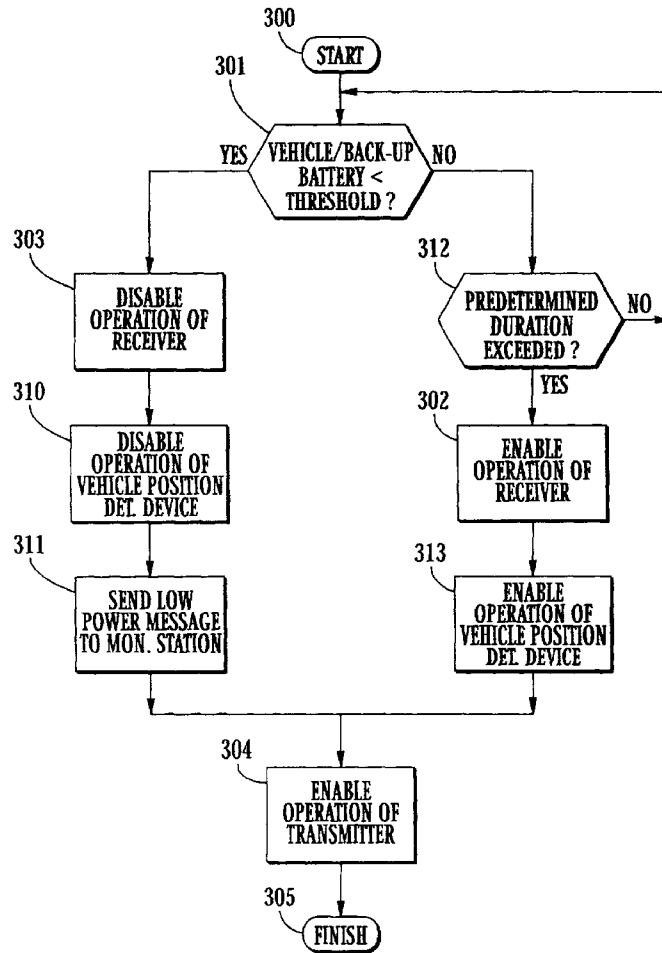 300
START
301
YES
VEHICLE/BACK-UP
BATTERY <
THRESHOLD ?
NO
303
DISABLE
OPERATION OF
RECEIVER
312
PREDETERMINED
DURATION
EXCEEDED ?
NO
YES
310
DISABLE
OPERATION OF
VEHICLE POSITION
DET. DEVICE
302
ENABLE
OPERATION OF
RECEIVER
311
SEND LOW
POWER MESSAGE
TO MON. STATION
313
ENABLE
OPERATION OF
VEHICLE POSITION
DET. DEVICE
304
ENABLE
OPERATION OF
TRANSMITTER
305
FINISH